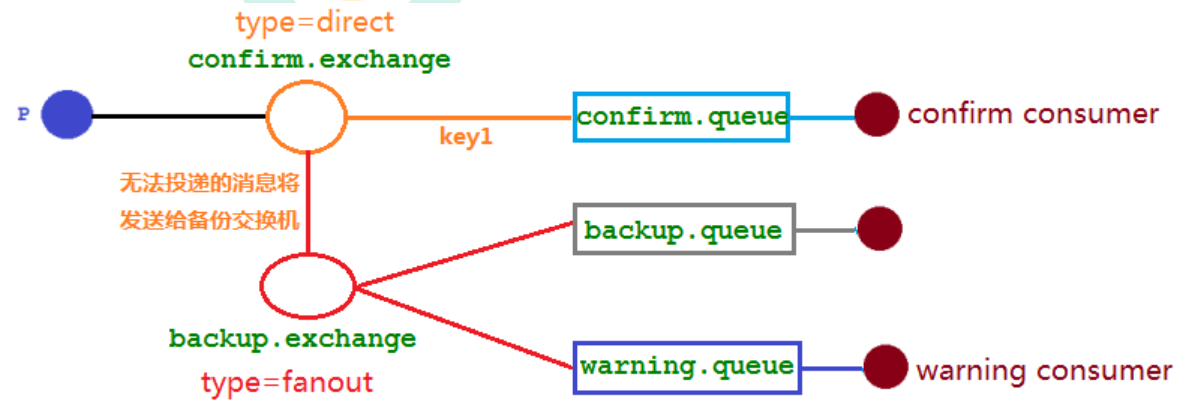 type=direct
confirm.exchange
P
key1
confirm.queue
confirm consumer
无法投递的消息将
发送给备份交换机
backup.queue
backup.exchange
type=fanout
warning.queue
warning consumer